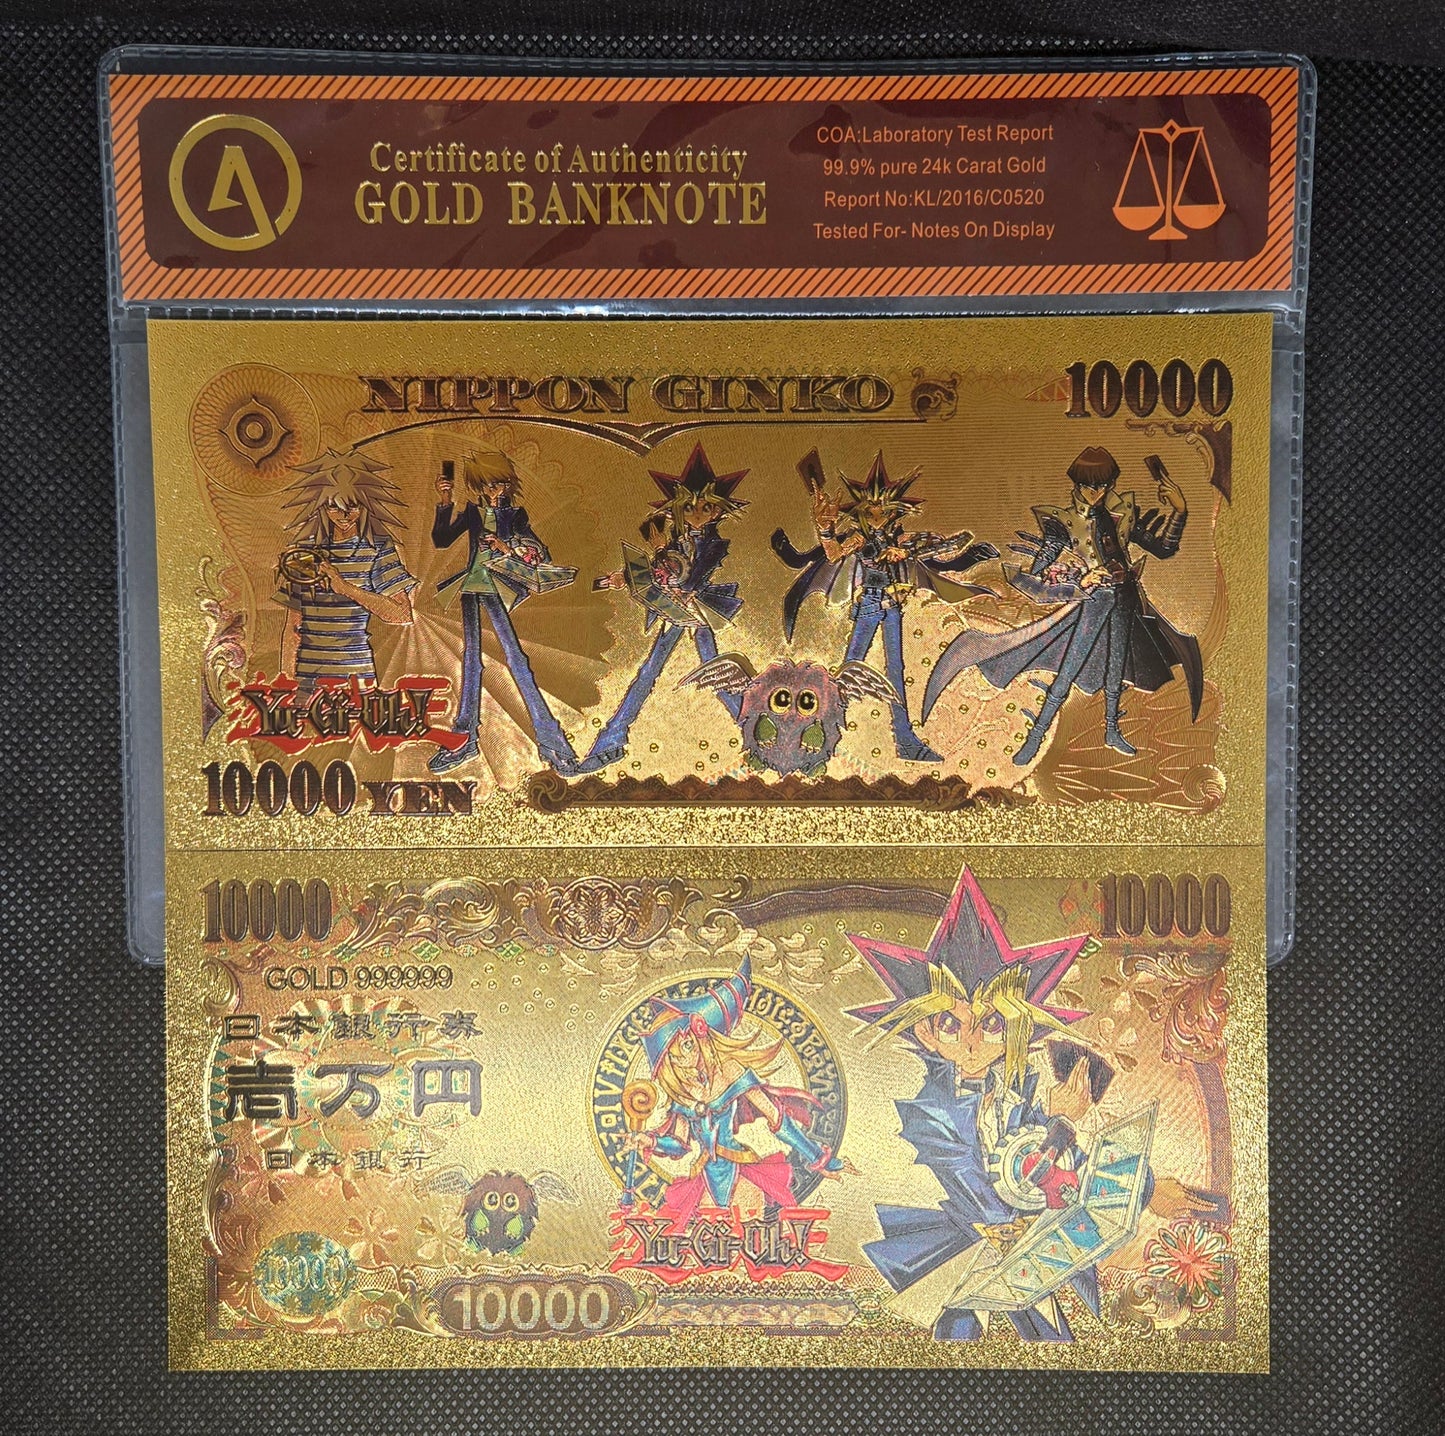 Certificate of Authenticity
GOLD BANKNOTE
COA:Laboratory Test Report
99.9% pure 24k Carat Gold
Report No:KL/2016/C0520
Tested For- Notes On Display
NIPPON GINKO
10000
Yu-Gi-Oh!
10000 YEN
10000
10000
GOLD 999999
日本銀行券
壱万円
日本銀行
Yu-Gi-Oh!
10000
10000